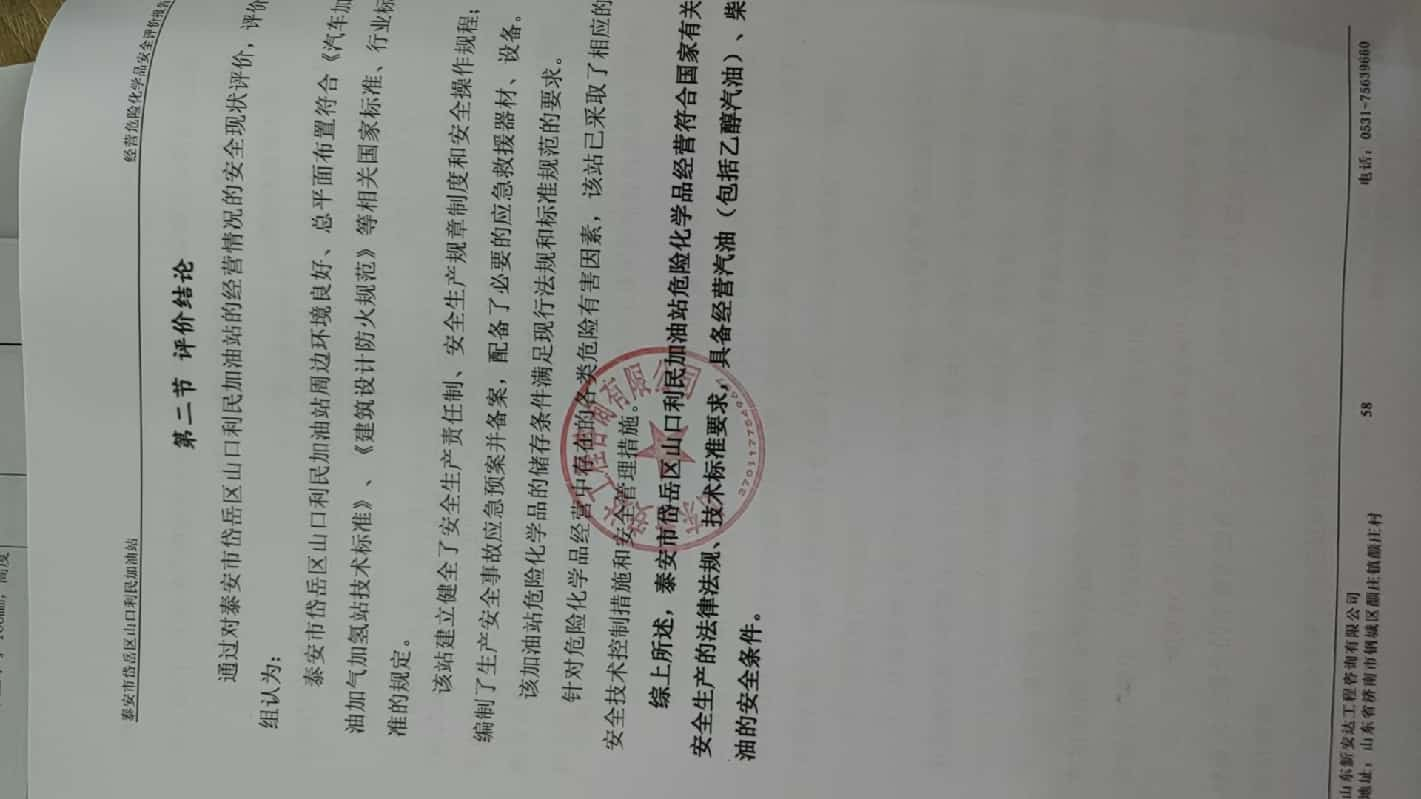 泰安市岱岳区山口利民加油站 经营危险化学品安全评价报告
第二节 评价结论
通过对泰安市岱岳区山口利民加油站的经营情况的安全现状评价，评价
组认为：
泰安市岱岳区山口利民加油站周边环境良好、总平面布置符合《汽车加
油加气加氢站技术标准》、《建筑设计防火规范》等相关国家标准、行业标
准的规定。
该站建立健全了安全生产责任制、安全生产规章制度和安全操作规程；
编制了生产安全事故应急预案并备案，配备了必要的应急救援器材、设备。
该加油站危险化学品的储存条件满足现行法规和标准规范的要求。
针对危险化学品经营中存在的各类危险有害因素，该站已采取了相应的
安全技术控制措施和安全管理措施。
综上所述，泰安市岱岳区山口利民加油站危险化学品经营符合国家有关
安全生产的法律法规、技术标准要求，具备经营汽油（包括乙醇汽油）、柴
油的安全条件。
山东新安达工程咨询有限公司 58 电话：0531-75639660
地址：山东省济南市钢城区颜庄镇颜庄村